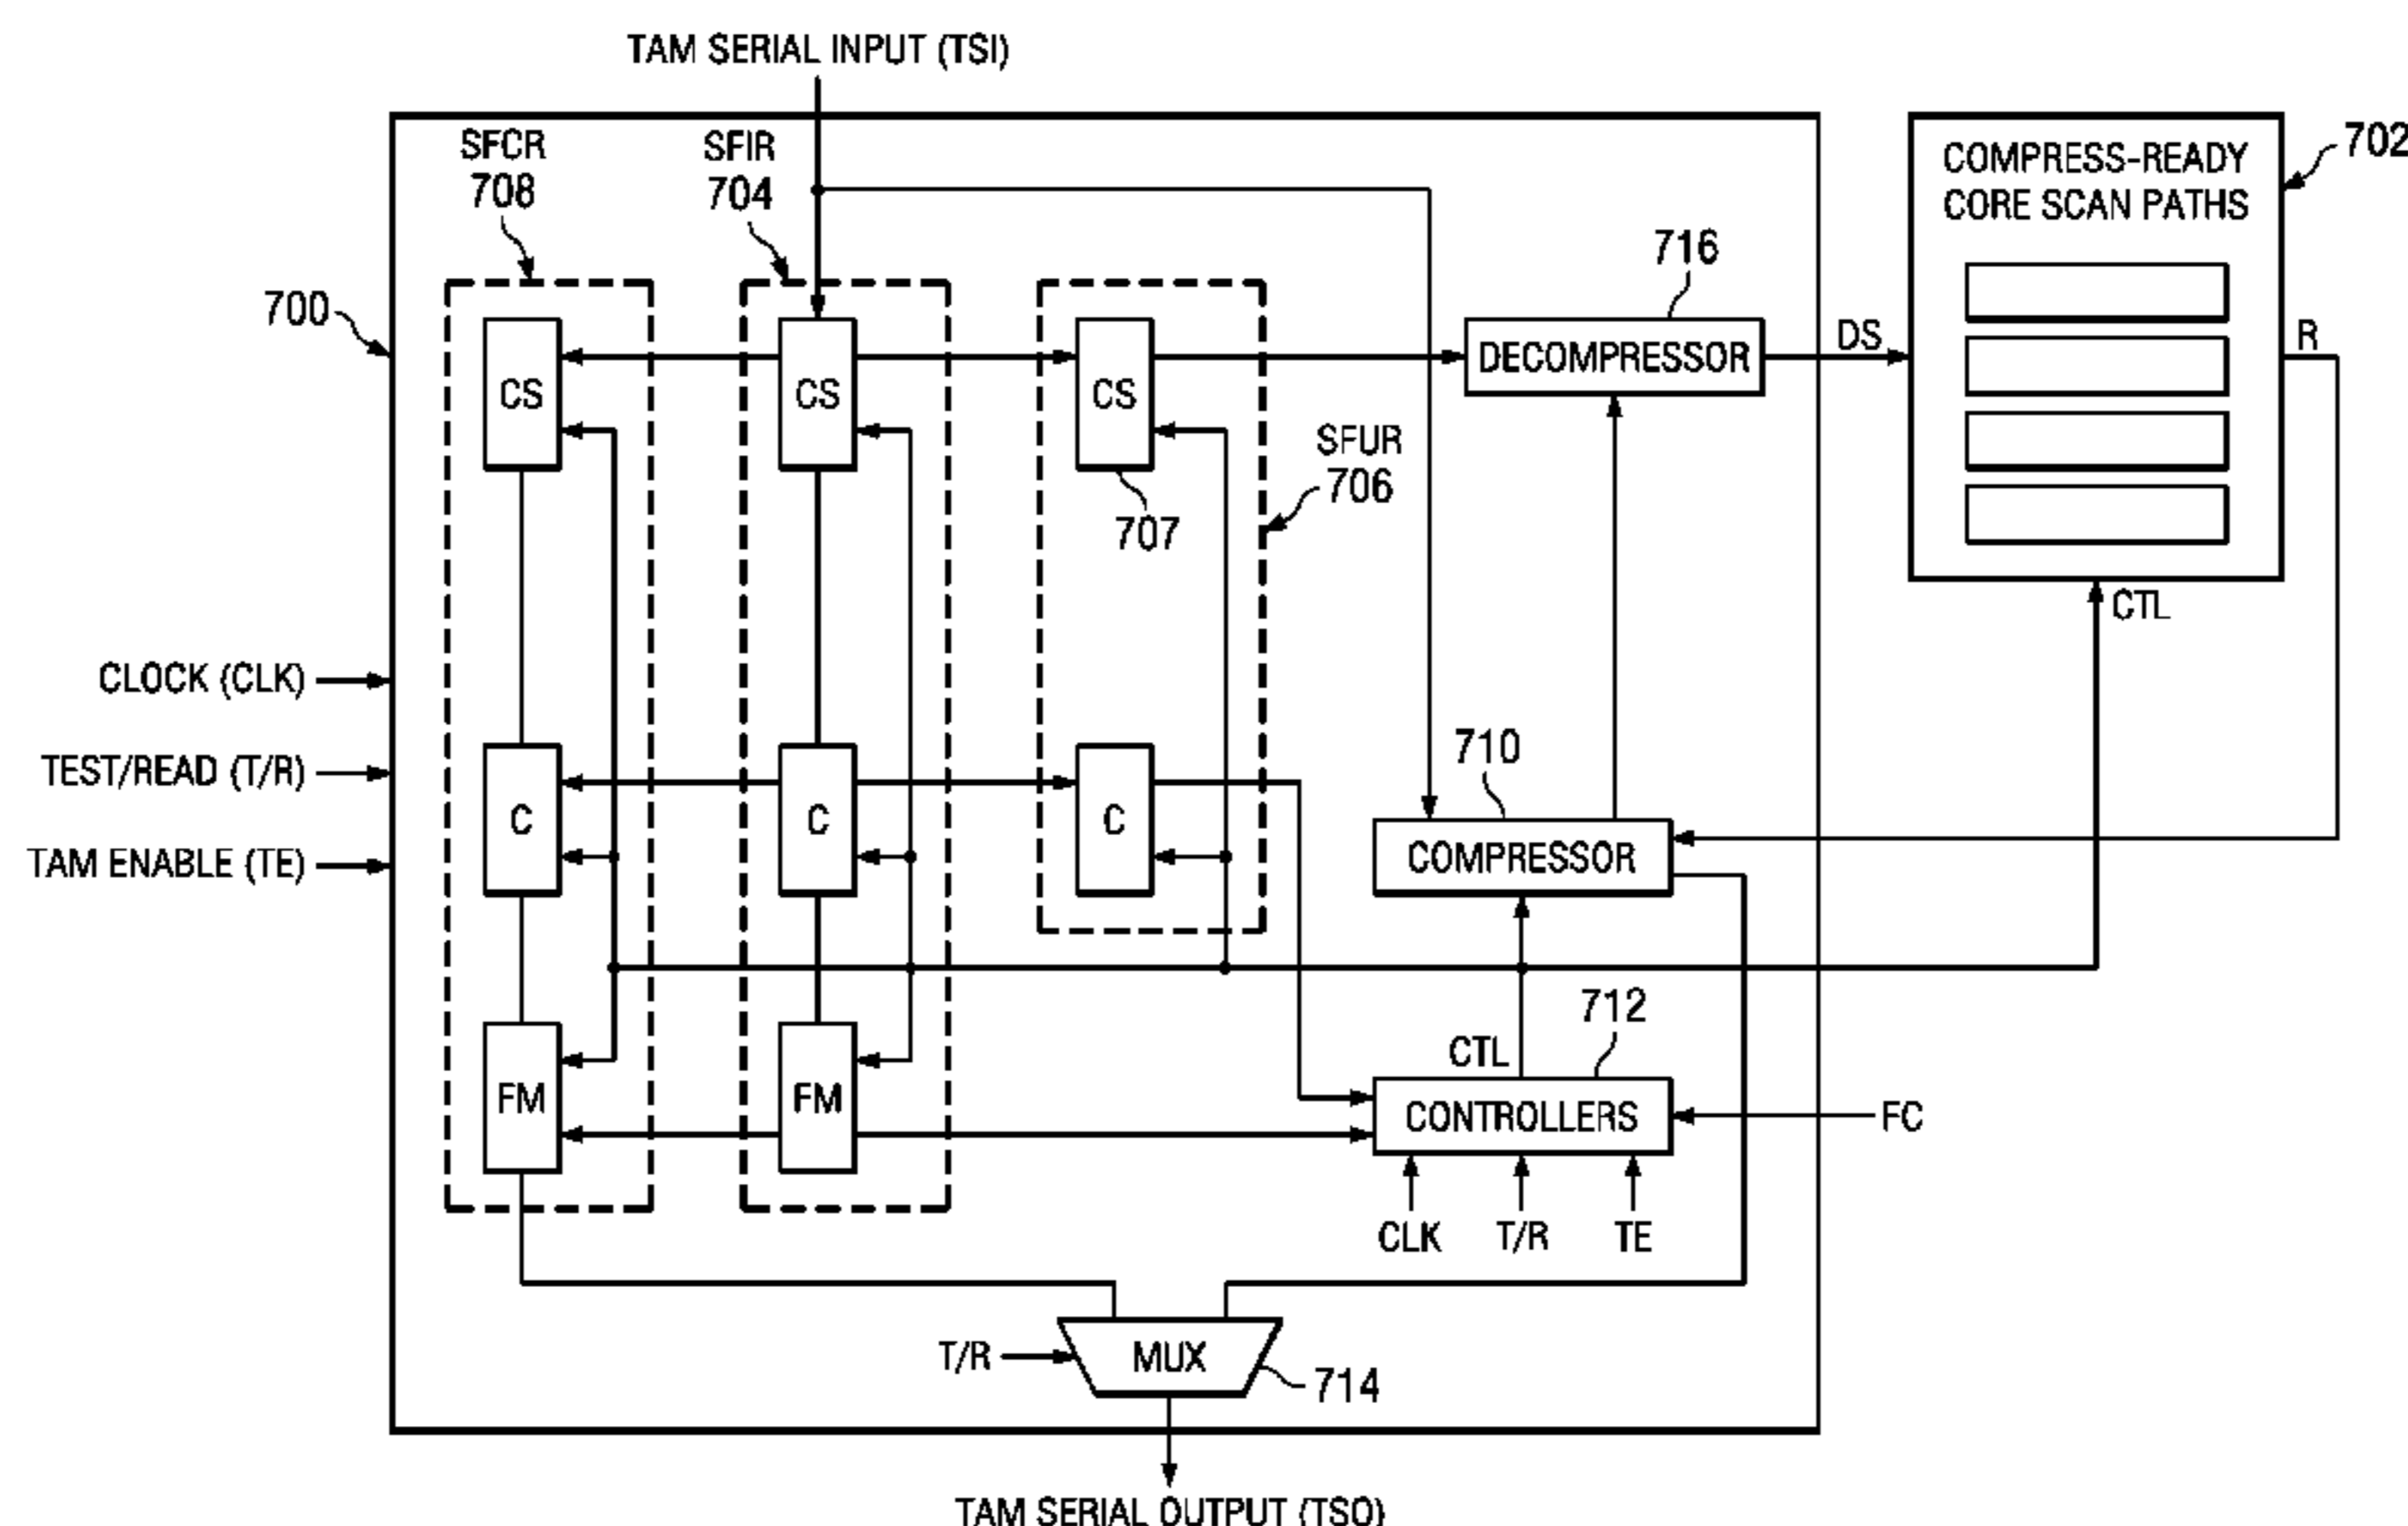 TAM SERIAL INPUT (TSI)
SFCR
708
SFIR
704
COMPRESS-READY
CORE SCAN PATHS
702
700
716
CS
CS
CS
DECOMPRESSOR
DS
R
SFUR
706
707
CTL
CLOCK (CLK)
TEST/READ (T/R)
TAM ENABLE (TE)
C
C
C
710
COMPRESSOR
712
CTL
FM
FM
CONTROLLERS
FC
CLK
T/R
TE
T/R
MUX
714
TAM SERIAL OUTPUT (TSO)